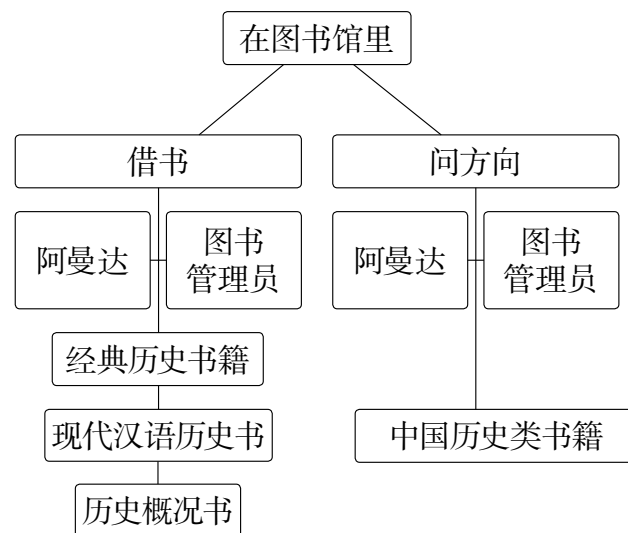 在图书馆里
借书
问方向
阿曼达
图书
管理员
阿曼达
图书
管理员
经典历史书籍
现代汉语历史书
中国历史类书籍
历史概况书